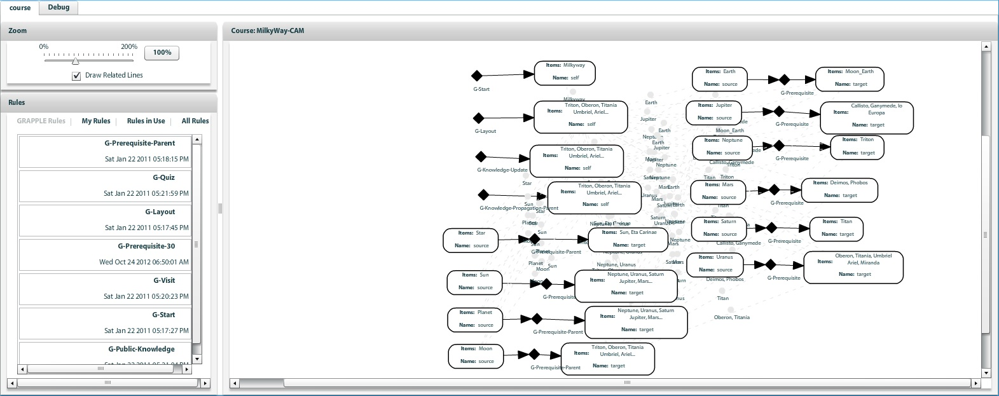 course Debug
Zoom
0% 200% 100%
Draw Related Lines
Rules
GRAPPLE Rules My Rules Rules in Use All Rules
G-Prerequisite-Parent
Sat Jan 22 2011 05:18:15 PM
G-Quiz
Sat Jan 22 2011 05:21:59 PM
G-Layout
Sat Jan 22 2011 05:17:45 PM
G-Prerequisite-30
Wed Oct 24 2012 06:50:01 AM
G-Visit
Sat Jan 22 2011 05:20:23 PM
G-Start
Sat Jan 22 2011 05:17:27 PM
G-Public-Knowledge
Course: MilkyWay-CAM
G-Start
Items: Milkyway
Name: self
Milkyway
G-Layout
Triton, Oberon, Titania
Items: Umbriel, Ariel...
Name: self
G-Knowledge-Update
Triton, Oberon, Titania
Items: Umbriel, Ariel...
Name: self
G-Knowledge-Propagation-Parent
Triton, Oberon, Titania
Items: Umbriel, Ariel...
Name: self
Items: Star
Name: source
G-Prerequisite-Parent
Items: Sun, Eta Carinae
Name: target
Items: Sun
Name: source
G-Prerequisite
Neptune, Uranus, Saturn
Items: Jupiter, Mars...
Name: target
Items: Planet
Name: source
G-Prerequisite-Parent
Neptune, Uranus, Saturn
Items: Jupiter, Mars...
Name: target
Items: Moon
Name: source
G-Prerequisite-Parent
Triton, Oberon, Titania
Items: Umbriel, Ariel...
Name: target
Star
Sun
Star
Planet
Star
Sun
Sun
Planet
Planet
Sun
Moon
Moon
Neptune, Uranus
Neptune, Uranus
Earth
Jupiter
Earth
Earth
Jupiter
Jupiter
Neptune
Neptune
Mars
Earth
Uranus
Mars
Saturn
Earth
Saturn
Uranus
Neptune
Neptune
Mars
Mars
Items: Earth
Name: source
G-Prerequisite
Items: Moon_Earth
Name: target
Items: Jupiter
Name: source
G-Prerequisite
Callisto, Ganymede, Io
Items: Europa
Name: target
Moon_Earth
Items: Neptune
Name: source
G-Prerequisite
Items: Triton
Name: target
Callisto, Ganymede
Triton
Titan
Triton
Items: Mars
Name: source
G-Prerequisite
Items: Deimos, Phobos
Name: target
Titan
Items: Saturn
Name: source
G-Prerequisite
Items: Titan
Name: target
Callisto, Ganymede
Items: Uranus
Name: source
G-Prerequisite
Oberon, Titania, Umbriel
Items: Ariel, Miranda
Name: target
Deimos, Phobos
Titan
Oberon, Titania